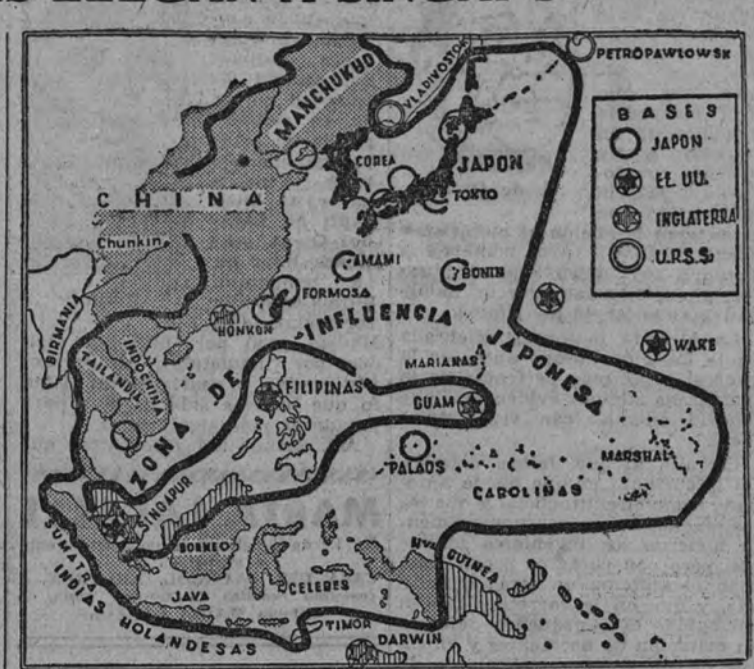 PETROPAWLOWSK
VLADIVOSTOK
MANCHUKUO
BASES
JAPON
EE. UU.
INGLATERRA
U.R.S.S.
COREA
JAPON
TOKIO
CHINA
Chunkin
AMAMI
BONIN
FORMOSA
HONKON
BIRMANIA
TAILANDIA
INDOCHINA
ZONA DE INFLUENCIA JAPONESA
WAKE
MARIANAS
FILIPINAS
GUAM
PALAOS
MARSHAL
CAROLINAS
SINGAPUR
SUMATRA
BORNEO
GUINEA
JAVA
CELEBES
INDIAS HOLANDESAS
TIMOR
DARWIN